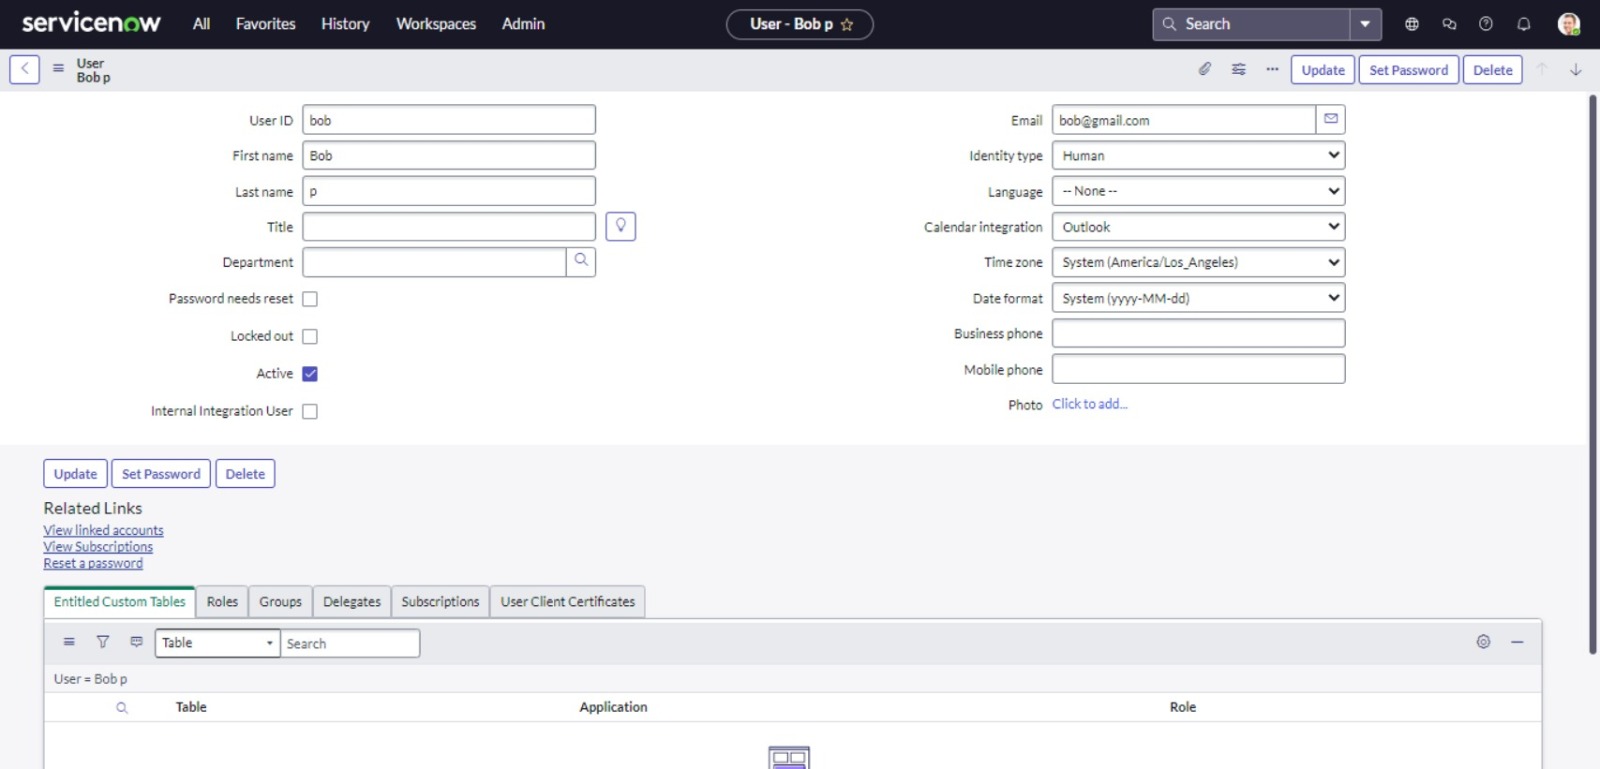 servicenow All Favorites History Workspaces Admin User - Bob p Search
User
Bob p
Update Set Password Delete
User ID bob
First name Bob
Last name p
Title
Department
Password needs reset
Locked out
Active
Internal Integration User
Email bob@gmail.com
Identity type Human
Language -- None --
Calendar integration Outlook
Time zone System (America/Los_Angeles)
Date format System (yyyy-MM-dd)
Business phone
Mobile phone
Photo Click to add...
Update Set Password Delete
Related Links
View linked accounts
View Subscriptions
Reset a password
Entitled Custom Tables Roles Groups Delegates Subscriptions User Client Certificates
Table Search
User = Bob p
Table Application Role